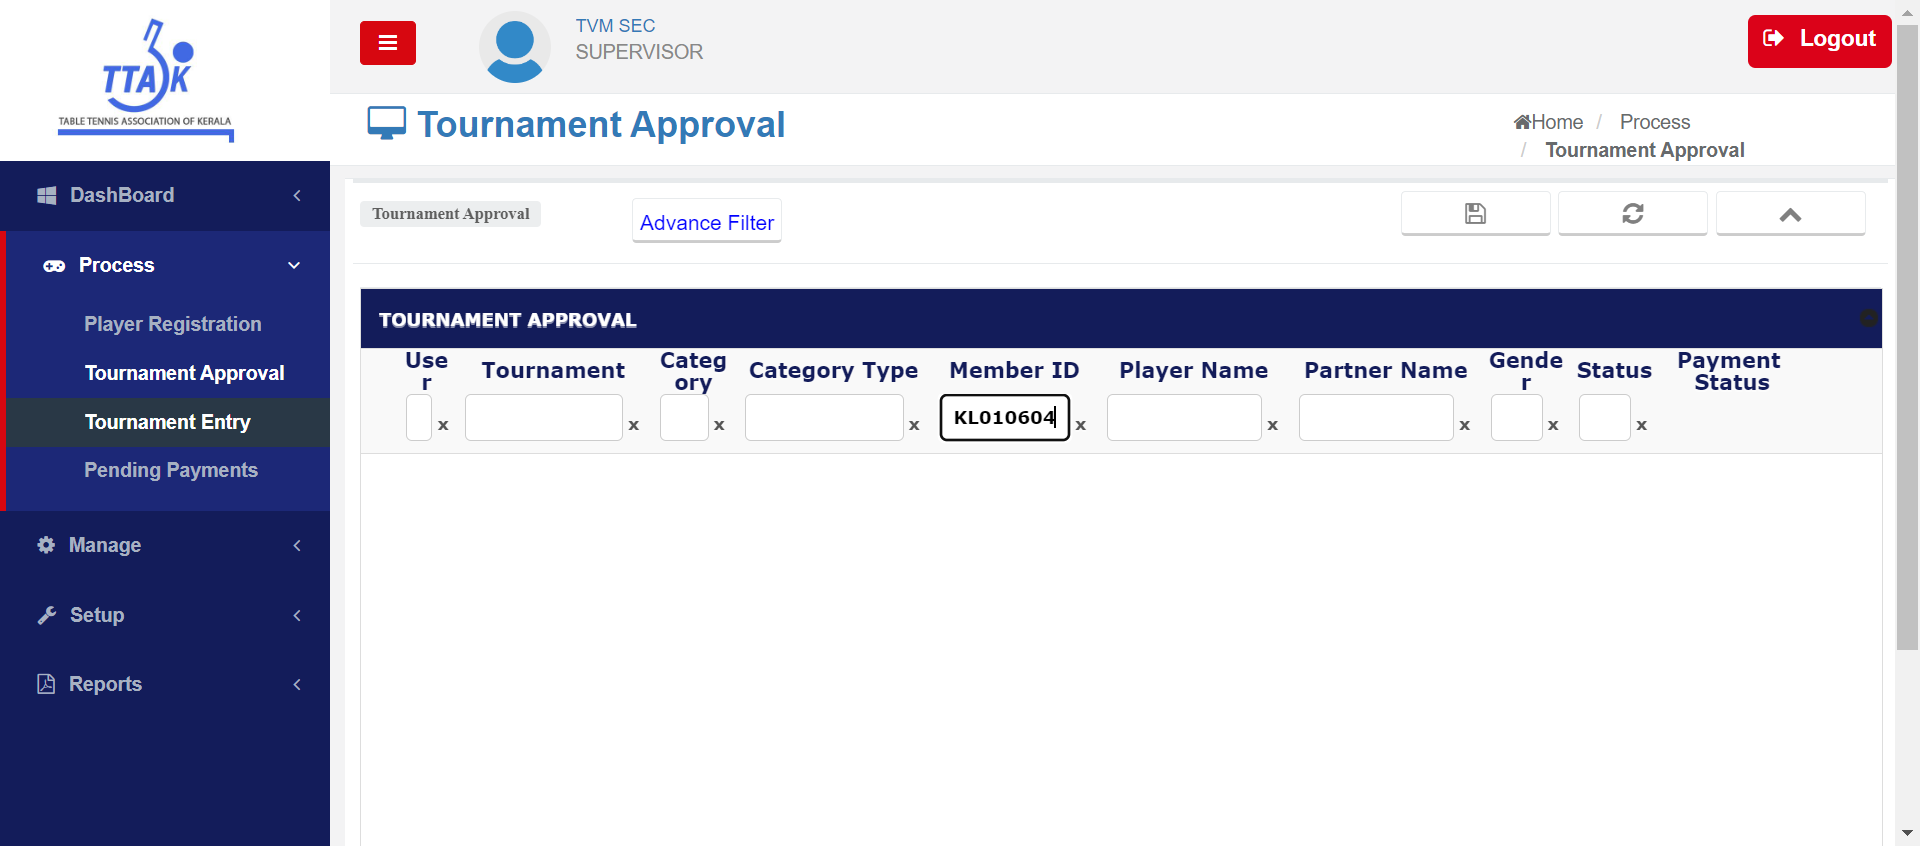 TTASK
TABLE TENNIS ASSOCIATION OF KERALA
TVM SEC
SUPERVISOR
Logout
Tournament Approval
Home / Process
/ Tournament Approval
DashBoard
Process
Player Registration
Tournament Approval
Tournament Entry
Pending Payments
Manage
Setup
Reports
Tournament Approval
Advance Filter
TOURNAMENT APPROVAL
User
Tournament
Category
Category Type
Member ID
Player Name
Partner Name
Gender
Status
Payment Status
x x x x KL010604 x x x x x